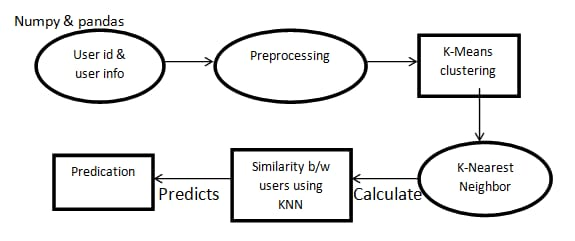 Numpy & pandas
User id &
user info
Preprocessing
K-Means
clustering
K-Nearest
Neighbor
Calculate
Similarity b/w
users using
KNN
Predicts
Predication